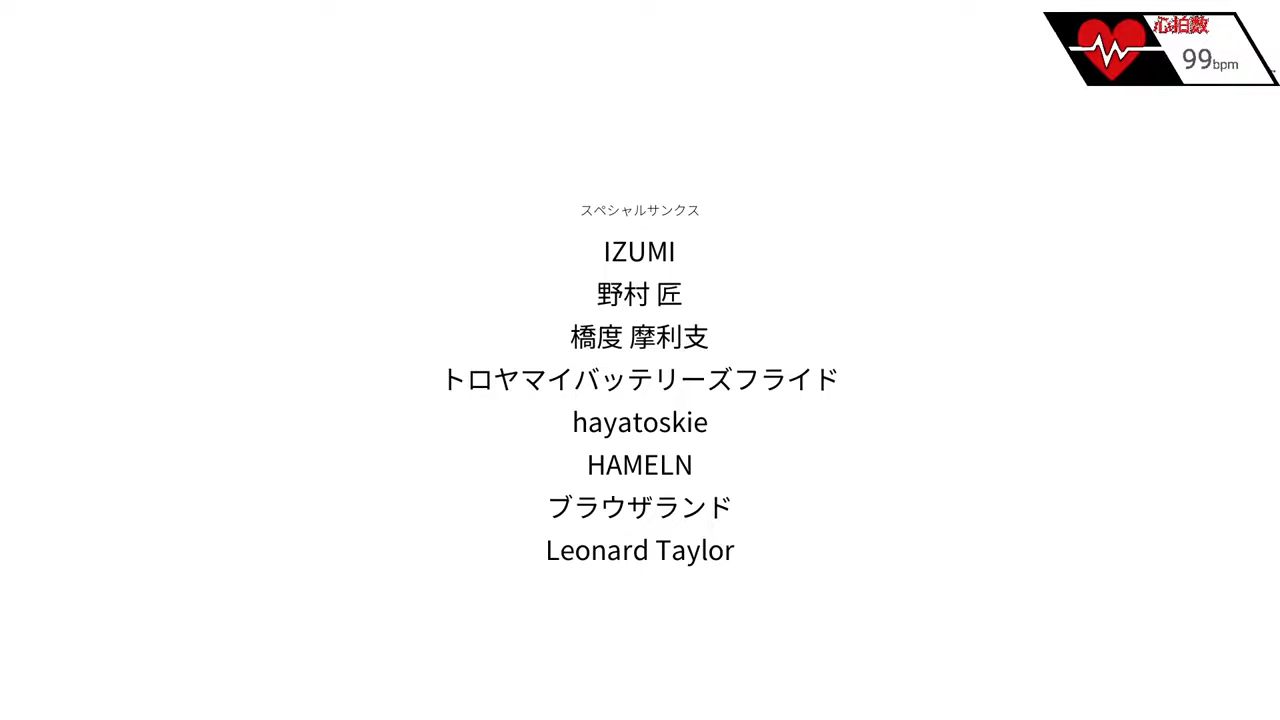 心拍数
99bpm
スペシャルサンクス
IZUMI
野村 匠
橋度 摩利支
トロヤマイバッテリーズフライド
hayatoskie
HAMELN
ブラウザランド
Leonard Taylor